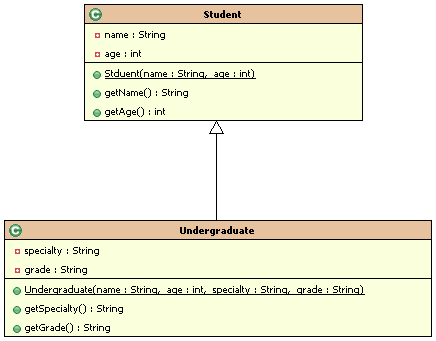 Student
name : String
age : int
Stduent(name : String, age : int)
getName() : String
getAge() : int
Undergraduate
specialty : String
grade : String
Undergraduate(name : String, age : int, specialty : String, grade : String)
getSpecialty() : String
getGrade() : String